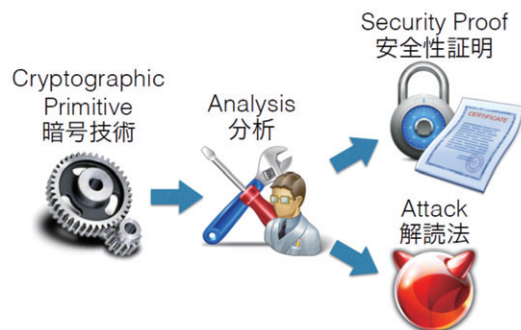 Cryptographic
Primitive
暗号技術
Analysis
分析
Security Proof
安全性証明
CERTIFICATE
Attack
解読法